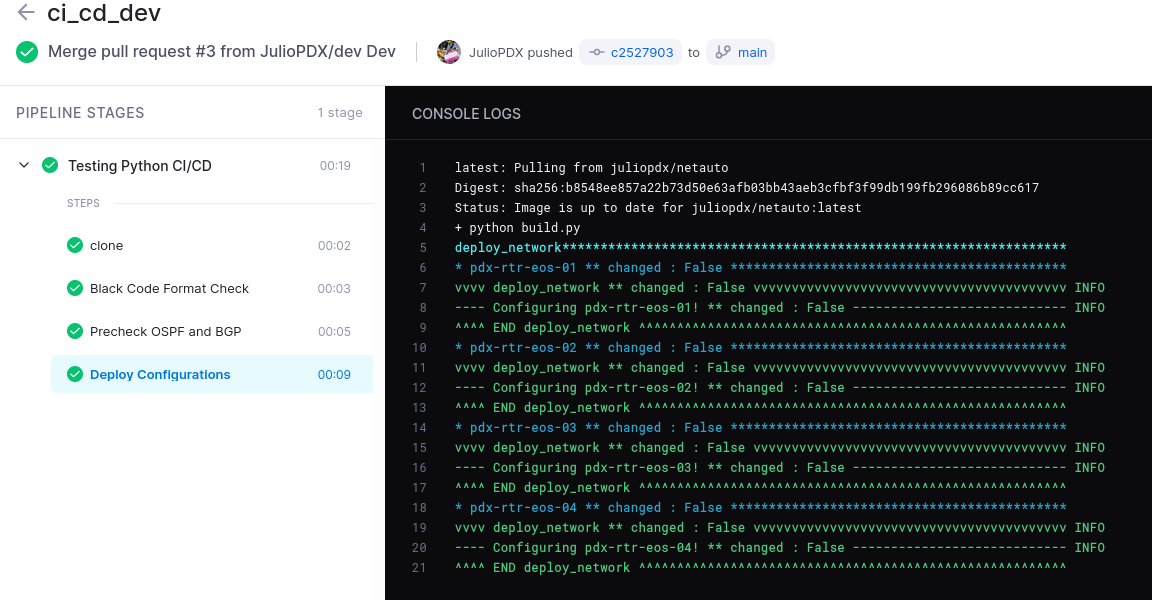 ci_cd_dev
Merge pull request #3 from JulioPDX/dev Dev
JulioPDX pushed c2527903 to main
PIPELINE STAGES 1 stage
Testing Python CI/CD 00:19
STEPS
clone 00:02
Black Code Format Check 00:03
Precheck OSPF and BGP 00:05
Deploy Configurations 00:09
CONSOLE LOGS
1 latest: Pulling from juliopdx/netauto
2 Digest: sha256:b8548ee857a22b73d50e63afb03bb43aeb3cfbf3f99db199fb296086b89cc617
3 Status: Image is up to date for juliopdx/netauto:latest
4 + python build.py
5 deploy_network******************************************************************
6 * pdx-rtr-eos-01 ** changed : False ********************************************
7 vvvv deploy_network ** changed : False vvvvvvvvvvvvvvvvvvvvvvvvvvvvvvvvvvvvvvvvv INFO
8 ---- Configuring pdx-rtr-eos-01! ** changed : False ---------------------------- INFO
9 ^^^^ END deploy_network ^^^^^^^^^^^^^^^^^^^^^^^^^^^^^^^^^^^^^^^^^^^^^^^^^^^^^^^^
10 * pdx-rtr-eos-02 ** changed : False ********************************************
11 vvvv deploy_network ** changed : False vvvvvvvvvvvvvvvvvvvvvvvvvvvvvvvvvvvvvvvvv INFO
12 ---- Configuring pdx-rtr-eos-02! ** changed : False ---------------------------- INFO
13 ^^^^ END deploy_network ^^^^^^^^^^^^^^^^^^^^^^^^^^^^^^^^^^^^^^^^^^^^^^^^^^^^^^^^
14 * pdx-rtr-eos-03 ** changed : False ********************************************
15 vvvv deploy_network ** changed : False vvvvvvvvvvvvvvvvvvvvvvvvvvvvvvvvvvvvvvvvv INFO
16 ---- Configuring pdx-rtr-eos-03! ** changed : False ---------------------------- INFO
17 ^^^^ END deploy_network ^^^^^^^^^^^^^^^^^^^^^^^^^^^^^^^^^^^^^^^^^^^^^^^^^^^^^^^^
18 * pdx-rtr-eos-04 ** changed : False ********************************************
19 vvvv deploy_network ** changed : False vvvvvvvvvvvvvvvvvvvvvvvvvvvvvvvvvvvvvvvvv INFO
20 ---- Configuring pdx-rtr-eos-04! ** changed : False ---------------------------- INFO
21 ^^^^ END deploy_network ^^^^^^^^^^^^^^^^^^^^^^^^^^^^^^^^^^^^^^^^^^^^^^^^^^^^^^^^